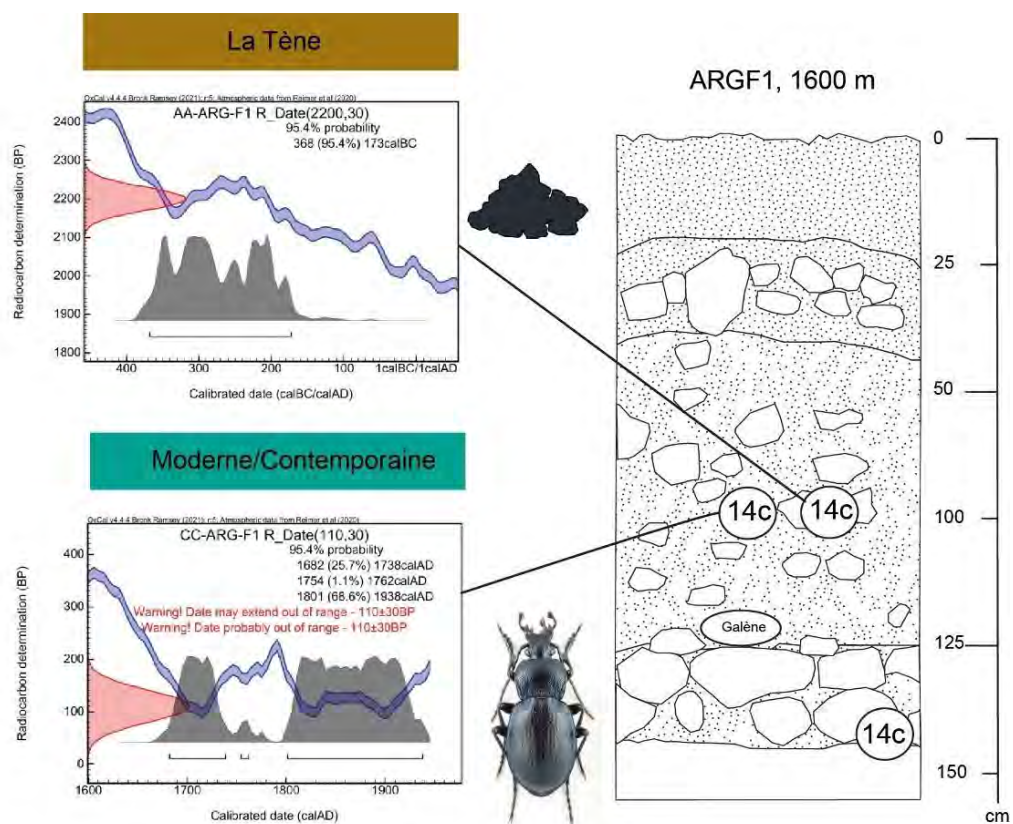 La Tène
OxCal v4.4.4 Bronk Ramsey (2021); r:5; Atmospheric data from Reimer et al (2020)
AA-ARG-F1 R_Date(2200,30)
95.4% probability
368 (95.4%) 173calBC
Radiocarbon determination (BP)
2400
2300
2200
2100
2000
1900
1800
400
300
200
100
1calBC/1calAD
Calibrated date (calBC/calAD)
Moderne/Contemporaine
OxCal v4.4.4 Bronk Ramsey (2021); r:5; Atmospheric data from Reimer et al (2020)
CC-ARG-F1 R_Date(110,30)
95.4% probability
1682 (25.7%) 1738calAD
1754 (1.1%) 1762calAD
1801 (68.6%) 1938calAD
Warning! Date may extend out of range - 110±30BP
Warning! Date probably out of range - 110±30BP
Radiocarbon determination (BP)
400
300
200
100
0
1600
1700
1800
1900
Calibrated date (calAD)
ARGF1, 1600 m
0
25
50
100
125
150
cm
14c
14c
Galène
14c